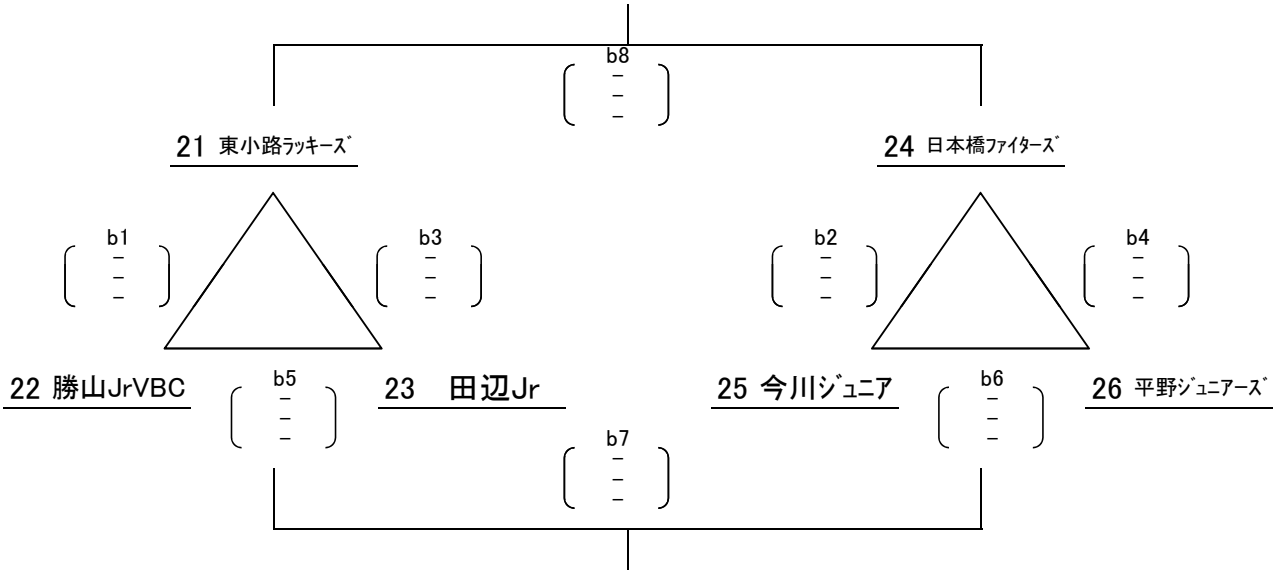 b8
-
-
-
21 東小路ラッキーズ
24 日本橋ファイターズ
b1
-
-
-
b3
-
-
-
b2
-
-
-
b4
-
-
-
22 勝山JrVBC
b5
-
-
-
23 田辺Jr
25 今川ジュニア
b6
-
-
-
26 平野ジュニアーズ
b7
-
-
-